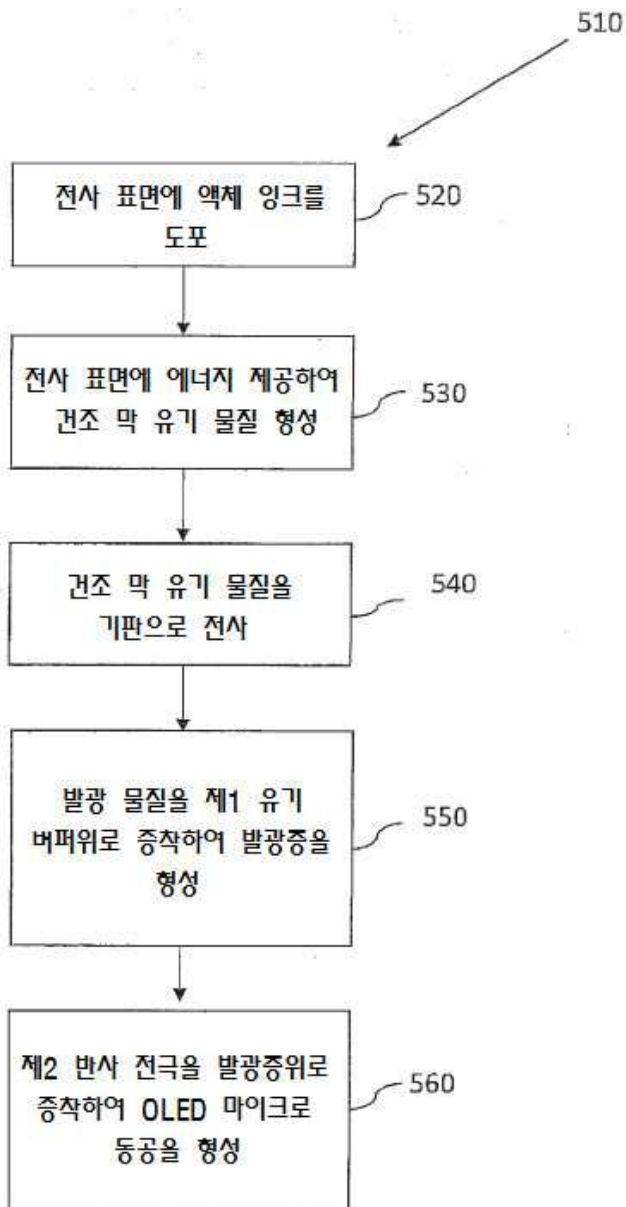 510
전사 표면에 액체 잉크를
도포
520
전사 표면에 에너지 제공하여
건조 막 유기 물질 형성
530
건조 막 유기 물질을
기판으로 전사
540
발광 물질을 제1 유기
버퍼위로 증착하여 발광증을
형성
550
제2 반사 전극을 발광증위로
증착하여 OLED 마이크로
동공을 형성
560